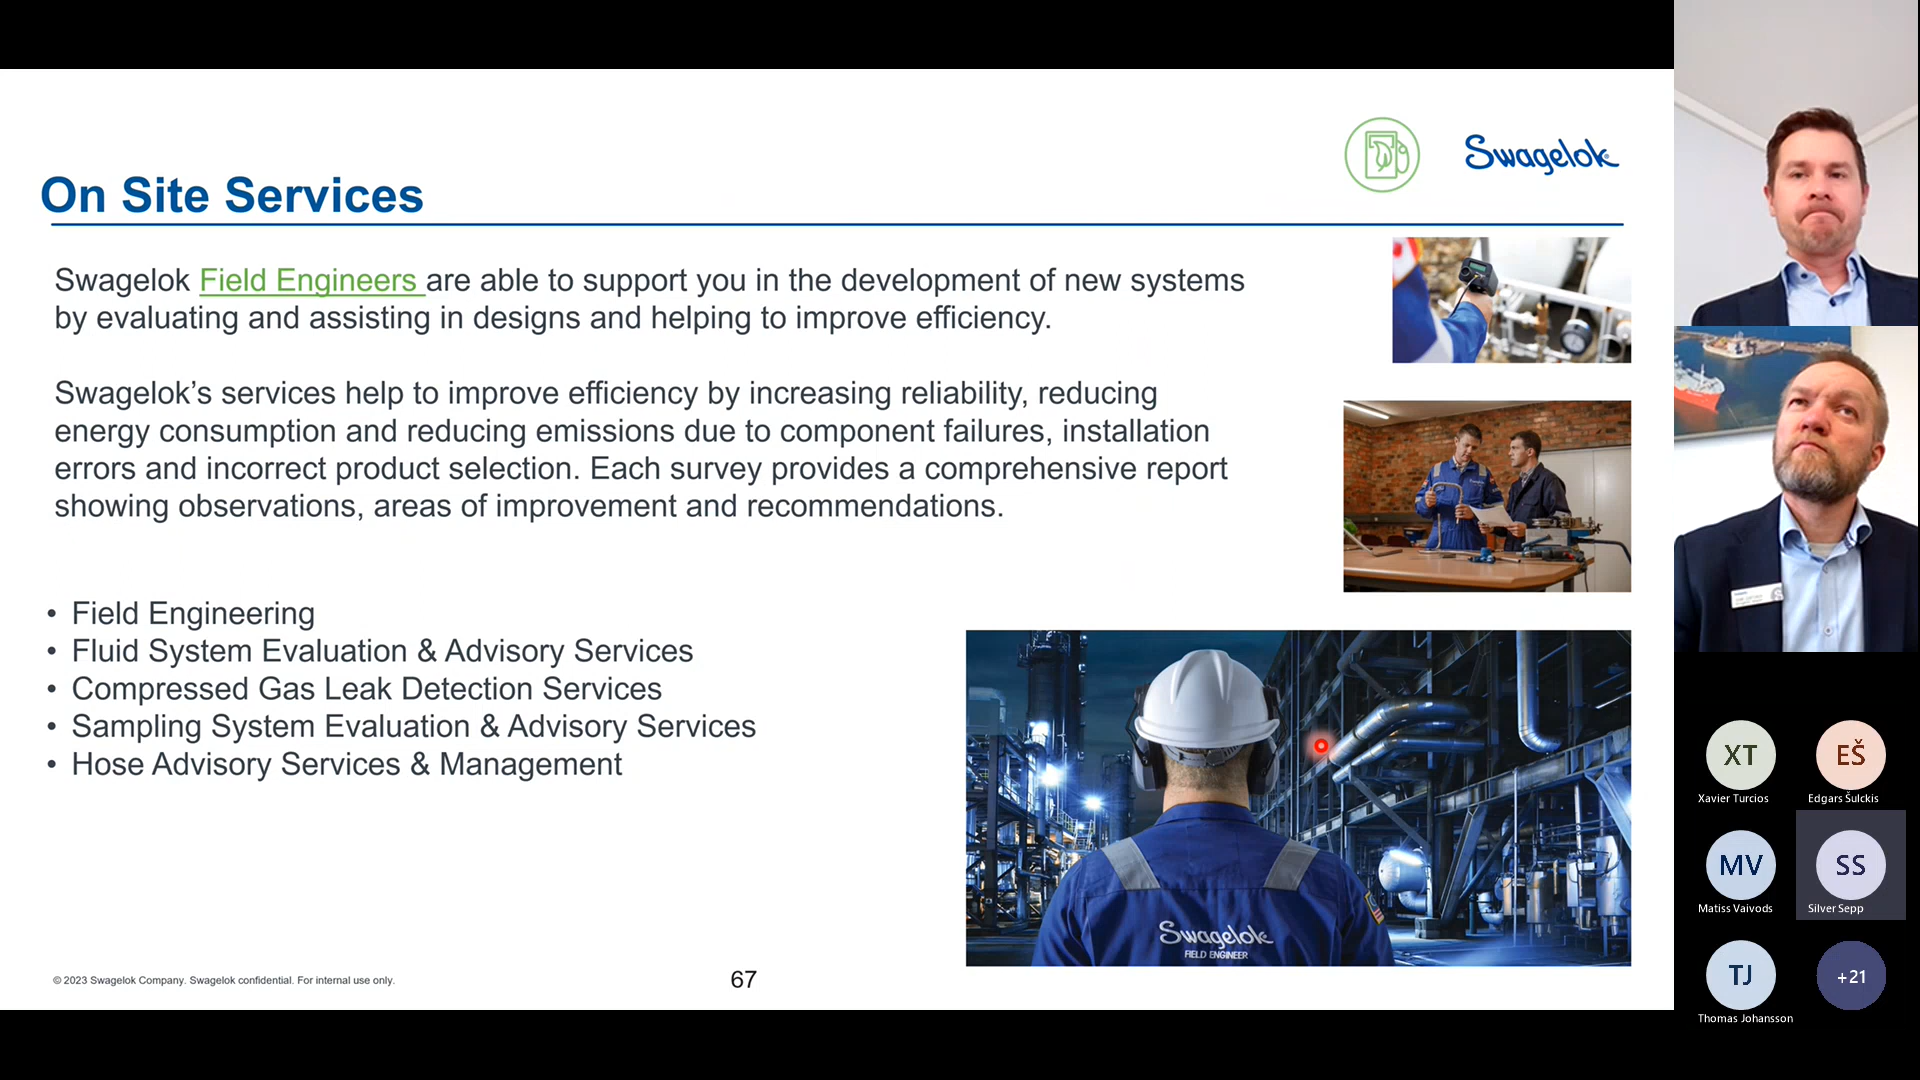 Swagelok
On Site Services
Swagelok Field Engineers are able to support you in the development of new systems
by evaluating and assisting in designs and helping to improve efficiency.
Swagelok’s services help to improve efficiency by increasing reliability, reducing
energy consumption and reducing emissions due to component failures, installation
errors and incorrect product selection. Each survey provides a comprehensive report
showing observations, areas of improvement and recommendations.
• Field Engineering
• Fluid System Evaluation & Advisory Services
• Compressed Gas Leak Detection Services
• Sampling System Evaluation & Advisory Services
• Hose Advisory Services & Management
Swagelok
FIELD ENGINEER
© 2023 Swagelok Company. Swagelok confidential. For internal use only.
67
XT
Xavier Turcios
EŠ
Edgars Šulckis
MV
Matiss Vaivods
SS
Silver Sepp
TJ
Thomas Johansson
+21